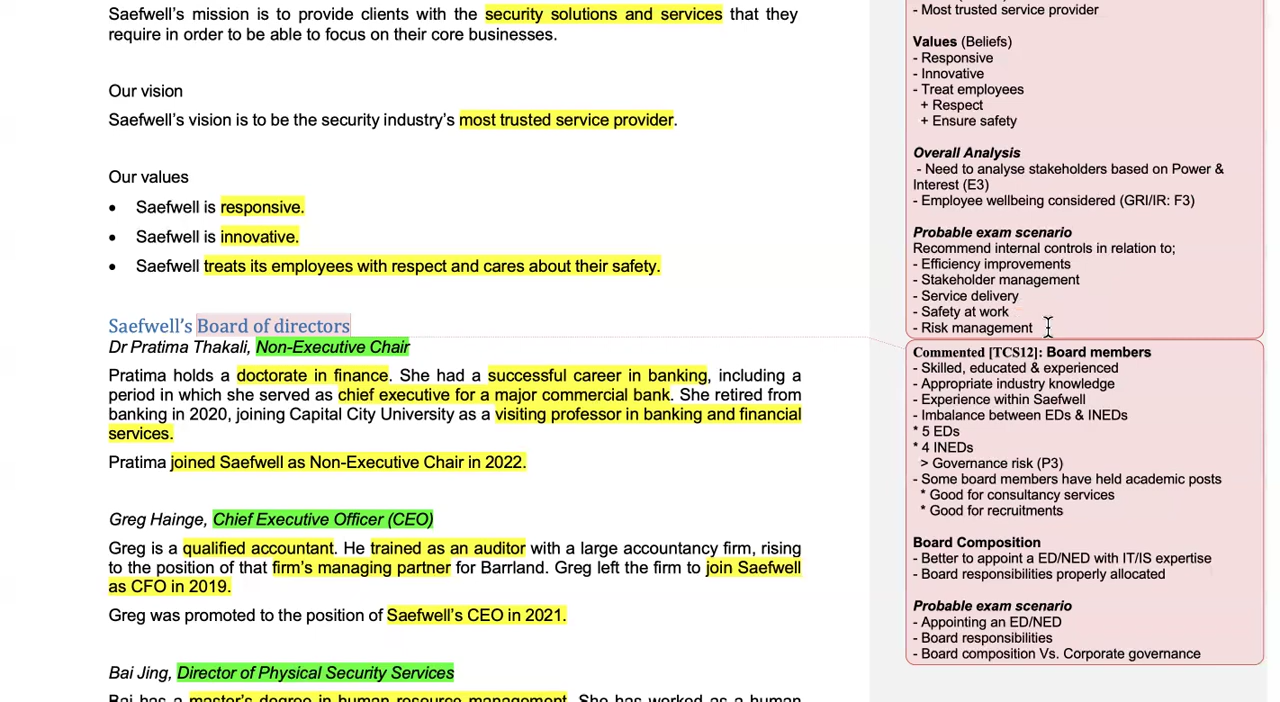 Saefwell's mission is to provide clients with the security solutions and services that they
require in order to be able to focus on their core businesses.
Our vision
Saefwell's vision is to be the security industry's most trusted service provider.
Our values
• Saefwell is responsive.
• Saefwell is innovative.
• Saefwell treats its employees with respect and cares about their safety.
Saefwell's Board of directors
Dr Pratima Thakali, Non-Executive Chair
Pratima holds a doctorate in finance. She had a successful career in banking, including a
period in which she served as chief executive for a major commercial bank. She retired from
banking in 2020, joining Capital City University as a visiting professor in banking and financial
services.
Pratima joined Saefwell as Non-Executive Chair in 2022.
Greg Hainge, Chief Executive Officer (CEO)
Greg is a qualified accountant. He trained as an auditor with a large accountancy firm, rising
to the position of that firm's managing partner for Barrland. Greg left the firm to join Saefwell
as CFO in 2019.
Greg was promoted to the position of Saefwell's CEO in 2021.
Bai Jing, Director of Physical Security Services
Bai has a master's degree in human resource management. She has worked as a human
- Most trusted service provider
Values (Beliefs)
- Responsive
- Innovative
- Treat employees
+ Respect
+ Ensure safety
Overall Analysis
- Need to analyse stakeholders based on Power &
Interest (E3)
- Employee wellbeing considered (GRI/IR: F3)
Probable exam scenario
Recommend internal controls in relation to;
- Efficiency improvements
- Stakeholder management
- Service delivery
- Safety at work
- Risk management
Commented [TCS12]: Board members
- Skilled, educated & experienced
- Appropriate industry knowledge
- Experience within Saefwell
- Imbalance between EDs & INEDs
* 5 EDs
* 4 INEDs
> Governance risk (P3)
- Some board members have held academic posts
* Good for consultancy services
* Good for recruitments
Board Composition
- Better to appoint a ED/NED with IT/IS expertise
- Board responsibilities properly allocated
Probable exam scenario
- Appointing an ED/NED
- Board responsibilities
- Board composition Vs. Corporate governance